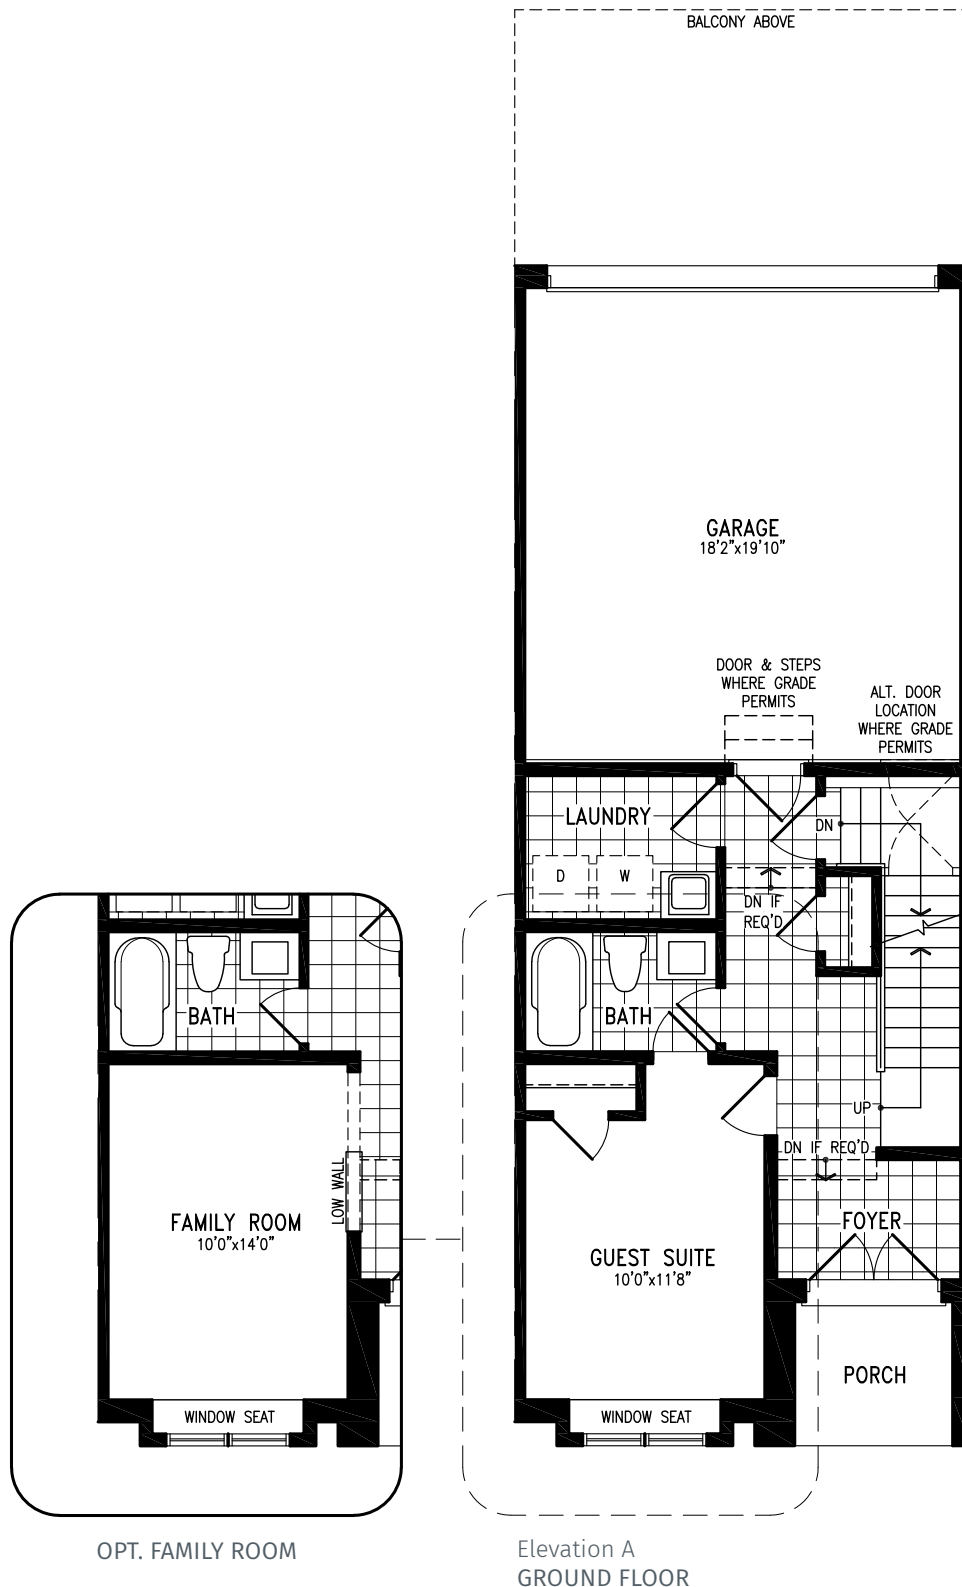 BALCONY ABOVE
GARAGE
18'2"x19'10"
DOOR & STEPS
WHERE GRADE
PERMITS
ALT. DOOR
LOCATION
WHERE GRADE
PERMITS
LAUNDRY
DN
D
W
DN IF
REQ'D
BATH
UP
DN IF REQ'D
FOYER
GUEST SUITE
10'0"x11'8"
PORCH
WINDOW SEAT
BATH
LOW WALL
FAMILY ROOM
10'0"x14'0"
WINDOW SEAT
OPT. FAMILY ROOM
Elevation A
GROUND FLOOR